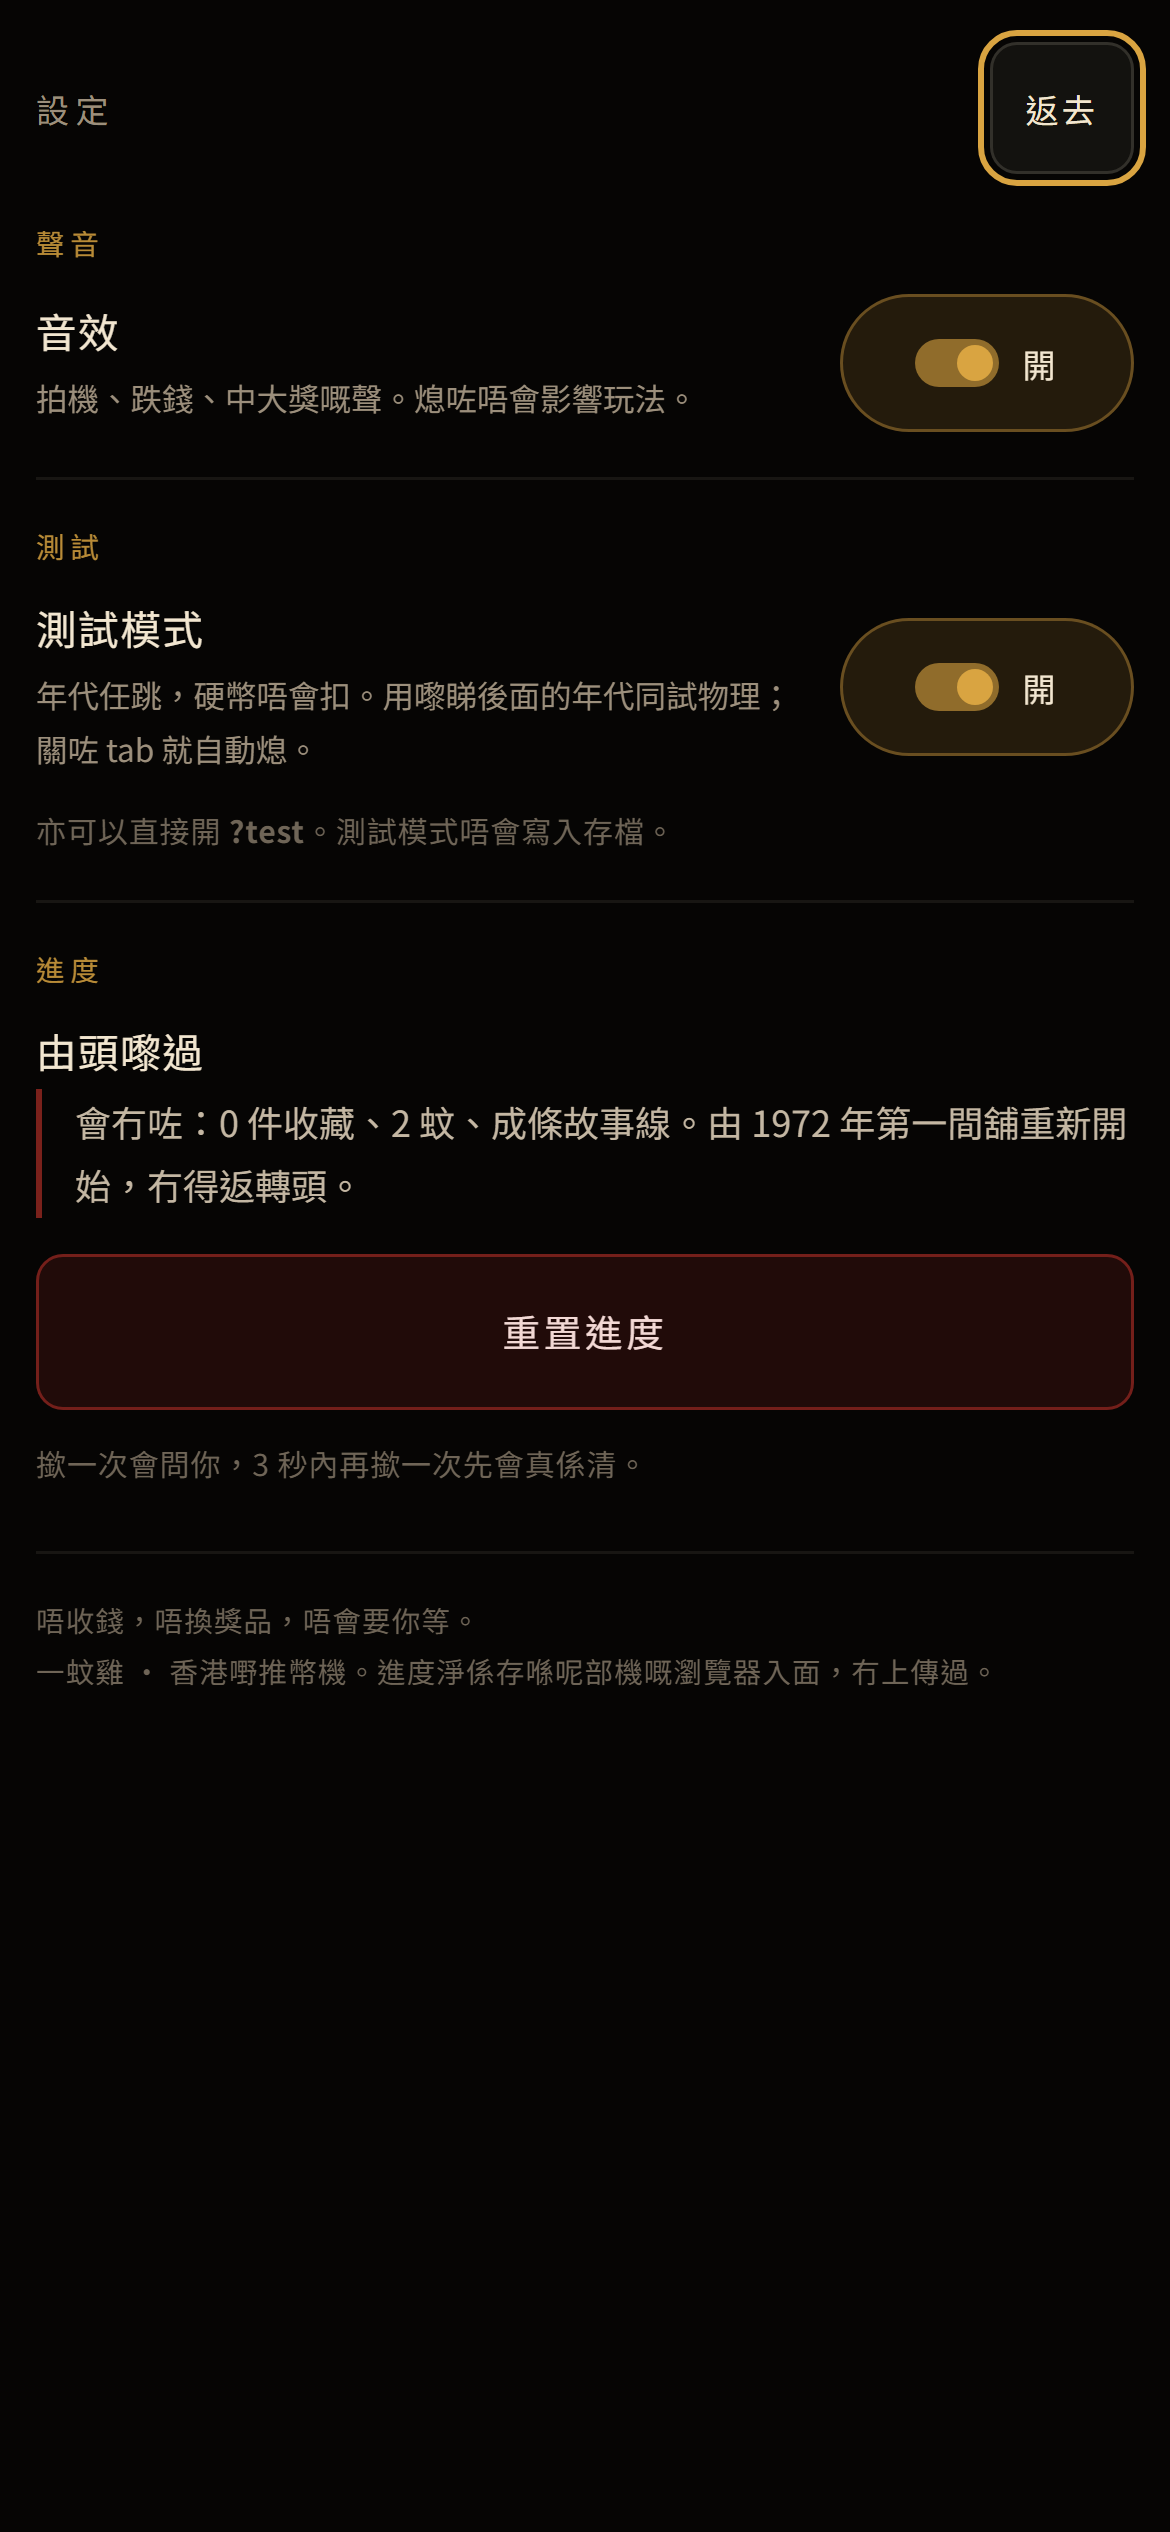 設定
返去
聲音
音效
拍機、跌錢、中大獎嘅聲。熄咗唔會影響玩法。
開
測試
測試模式
年代任跳，硬幣唔會扣。用嚟睇後面的年代同試物理；
關咗 tab 就自動熄。
開
亦可以直接開 ?test。測試模式唔會寫入存檔。
進度
由頭嚟過
會冇咗：0 件收藏、2 蚊、成條故事線。由 1972 年第一間舖重新開
始，冇得返轉頭。
重置進度
撳一次會問你，3 秒內再撳一次先會真係清。
唔收錢，唔換獎品，唔會要你等。
一蚊雞 · 香港嘢推幣機。進度淨係存喺呢部機嘅瀏覽器入面，冇上傳過。